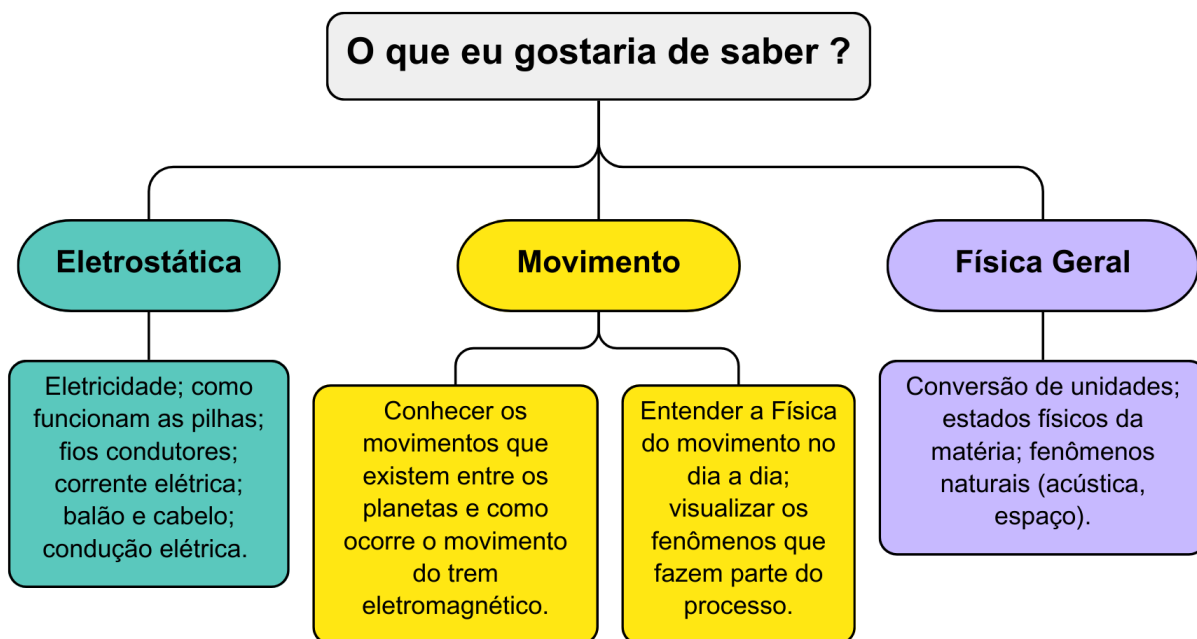 O que eu gostaria de saber ?
Eletrostática
Movimento
Física Geral
Eletricidade; como
funcionam as pilhas;
fios condutores;
corrente elétrica;
balão e cabelo;
condução elétrica.
Conhecer os
movimentos que
existem entre os
planetas e como
ocorre o movimento
do trem
eletromagnético.
Entender a Física
do movimento no
dia a dia;
visualizar os
fenômenos que
fazem parte do
processo.
Conversão de unidades;
estados físicos da
matéria; fenômenos
naturais (acústica,
espaço).